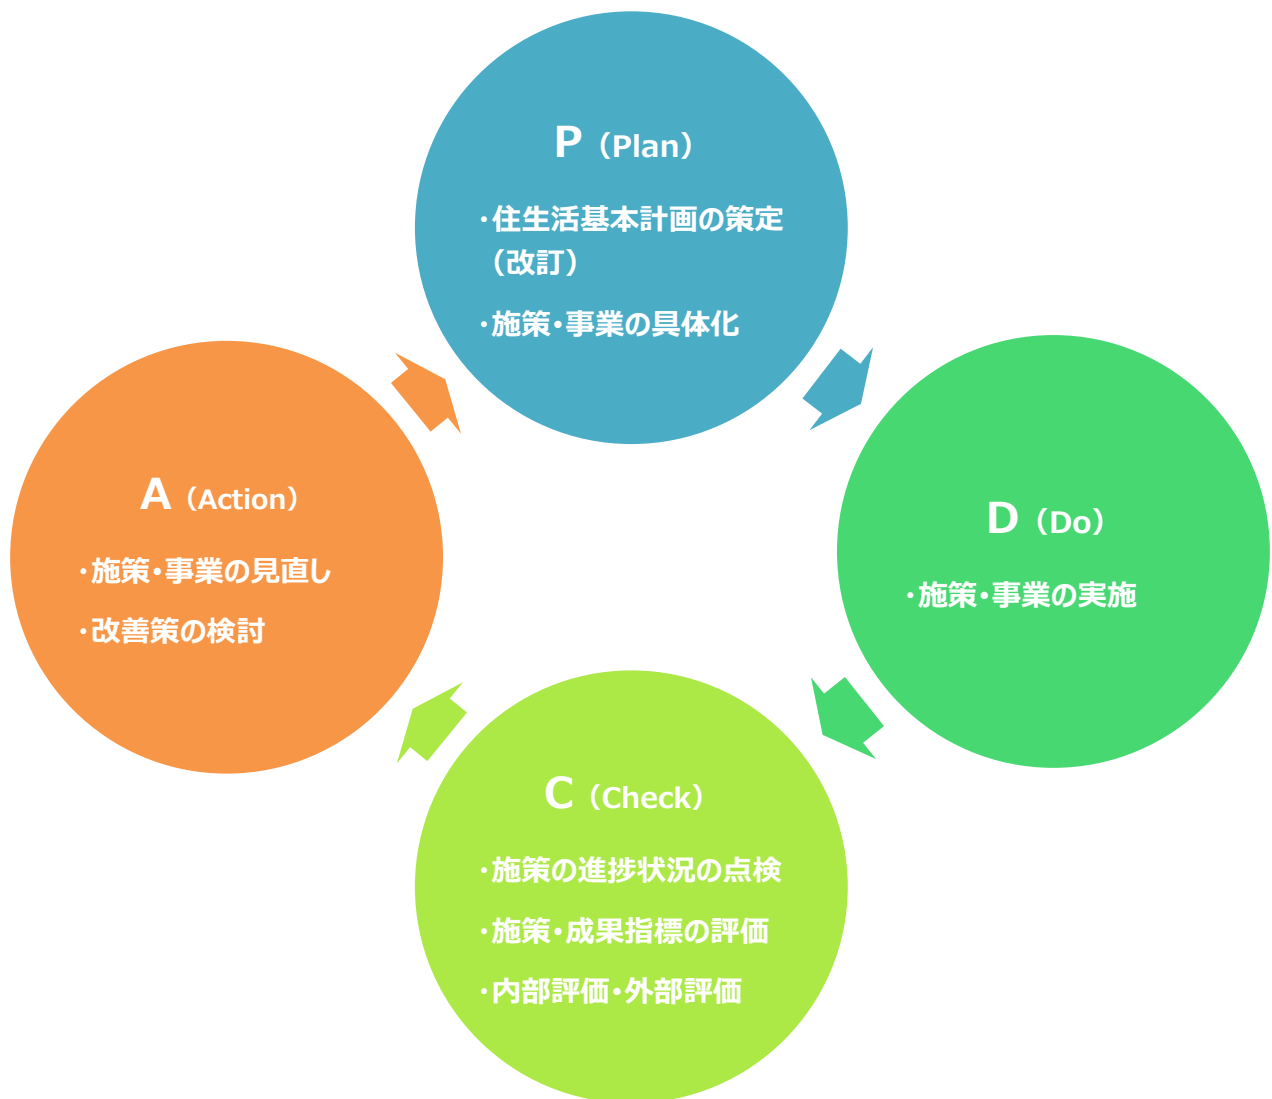 P（Plan）
・住生活基本計画の策定
（改訂）
・施策・事業の具体化
D（Do）
・施策・事業の実施
C（Check）
・施策の進捗状況の点検
・施策・成果指標の評価
・内部評価・外部評価
A（Action）
・施策・事業の見直し
・改善策の検討